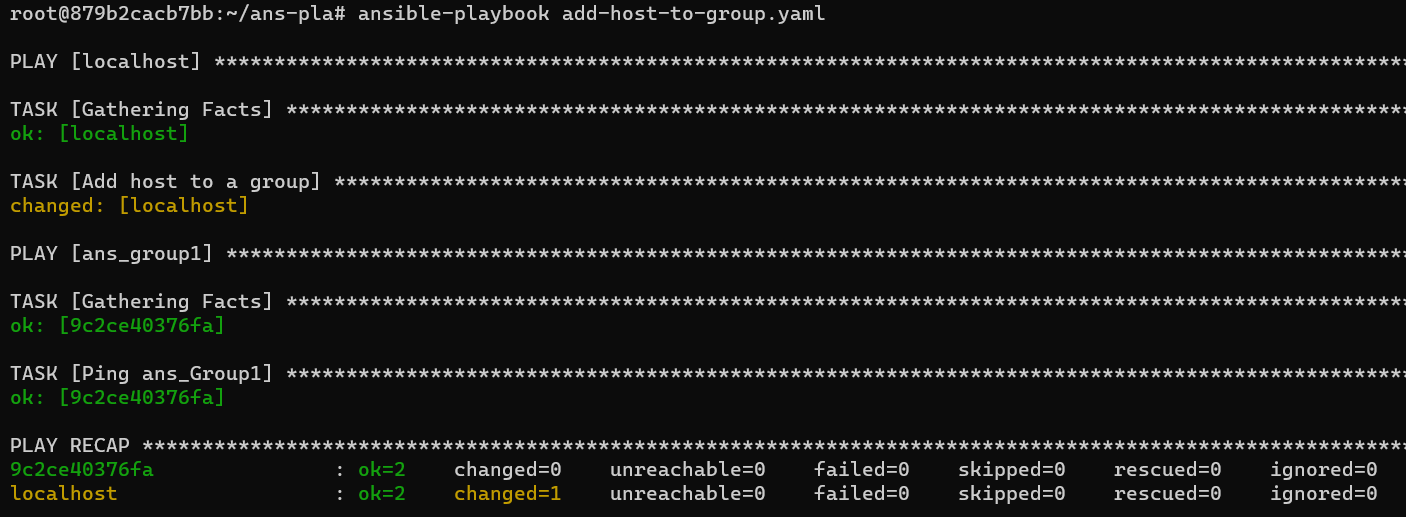 root@879b2cacb7bb:~/ans-pla# ansible-playbook add-host-to-group.yaml
PLAY [localhost] ****************************************************************************************************
TASK [Gathering Facts] **********************************************************************************************
ok: [localhost]
TASK [Add host to a group] ******************************************************************************************
changed: [localhost]
PLAY [ans_group1] ***************************************************************************************************
TASK [Gathering Facts] **********************************************************************************************
ok: [9c2ce40376fa]
TASK [Ping ans_Group1] **********************************************************************************************
ok: [9c2ce40376fa]
PLAY RECAP **********************************************************************************************************
9c2ce40376fa               : ok=2    changed=0    unreachable=0    failed=0    skipped=0    rescued=0    ignored=0
localhost                  : ok=2    changed=1    unreachable=0    failed=0    skipped=0    rescued=0    ignored=0